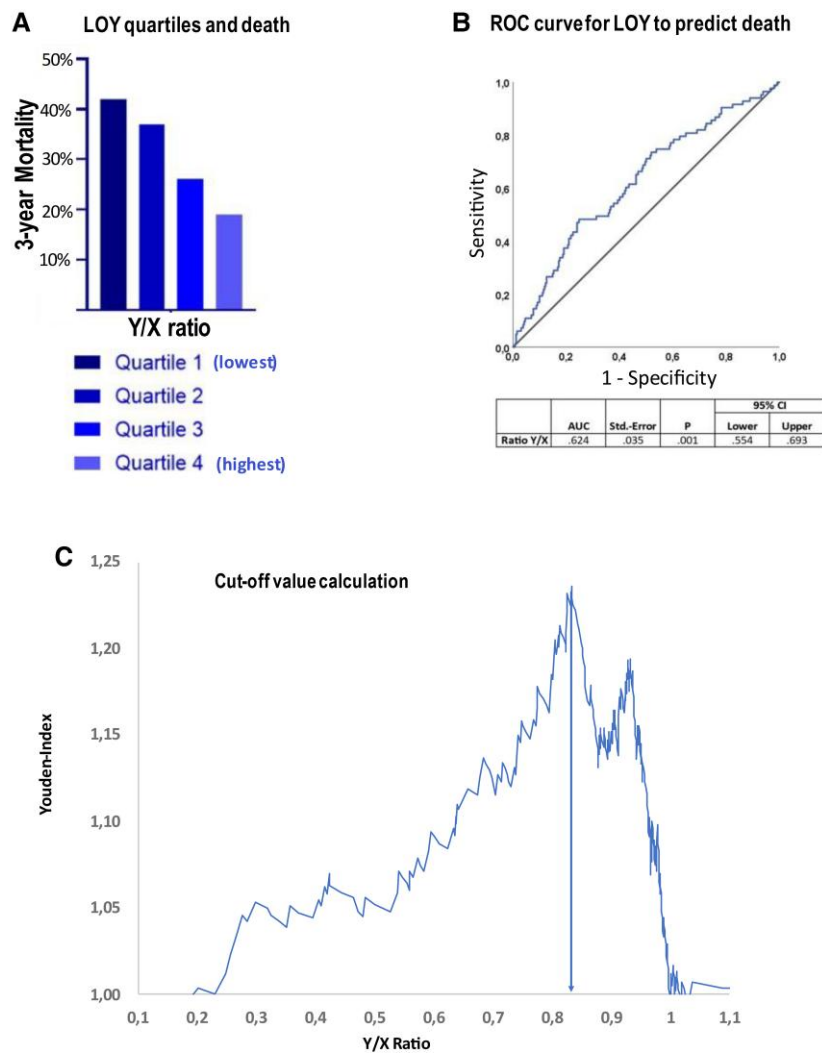 A
LOY quartiles and death
50%
40%
30%
20%
10%
3-year Mortality
Y/X ratio
Quartile 1 (lowest)
Quartile 2
Quartile 3
Quartile 4 (highest)
B
ROC curve for LOY to predict death
1,0
0,8
0,6
0,4
0,2
0,0
Sensitivity
0,0 0,2 0,4 0,6 0,8 1,0
1 - Specificity
95% CI
AUC Std.-Error P Lower Upper
Ratio Y/X .624 .035 .001 .554 .693
C
Cut-off value calculation
1,25
1,20
1,15
1,10
1,05
1,00
Youden-Index
0,1 0,2 0,3 0,4 0,5 0,6 0,7 0,8 0,9 1 1,1
Y/X Ratio